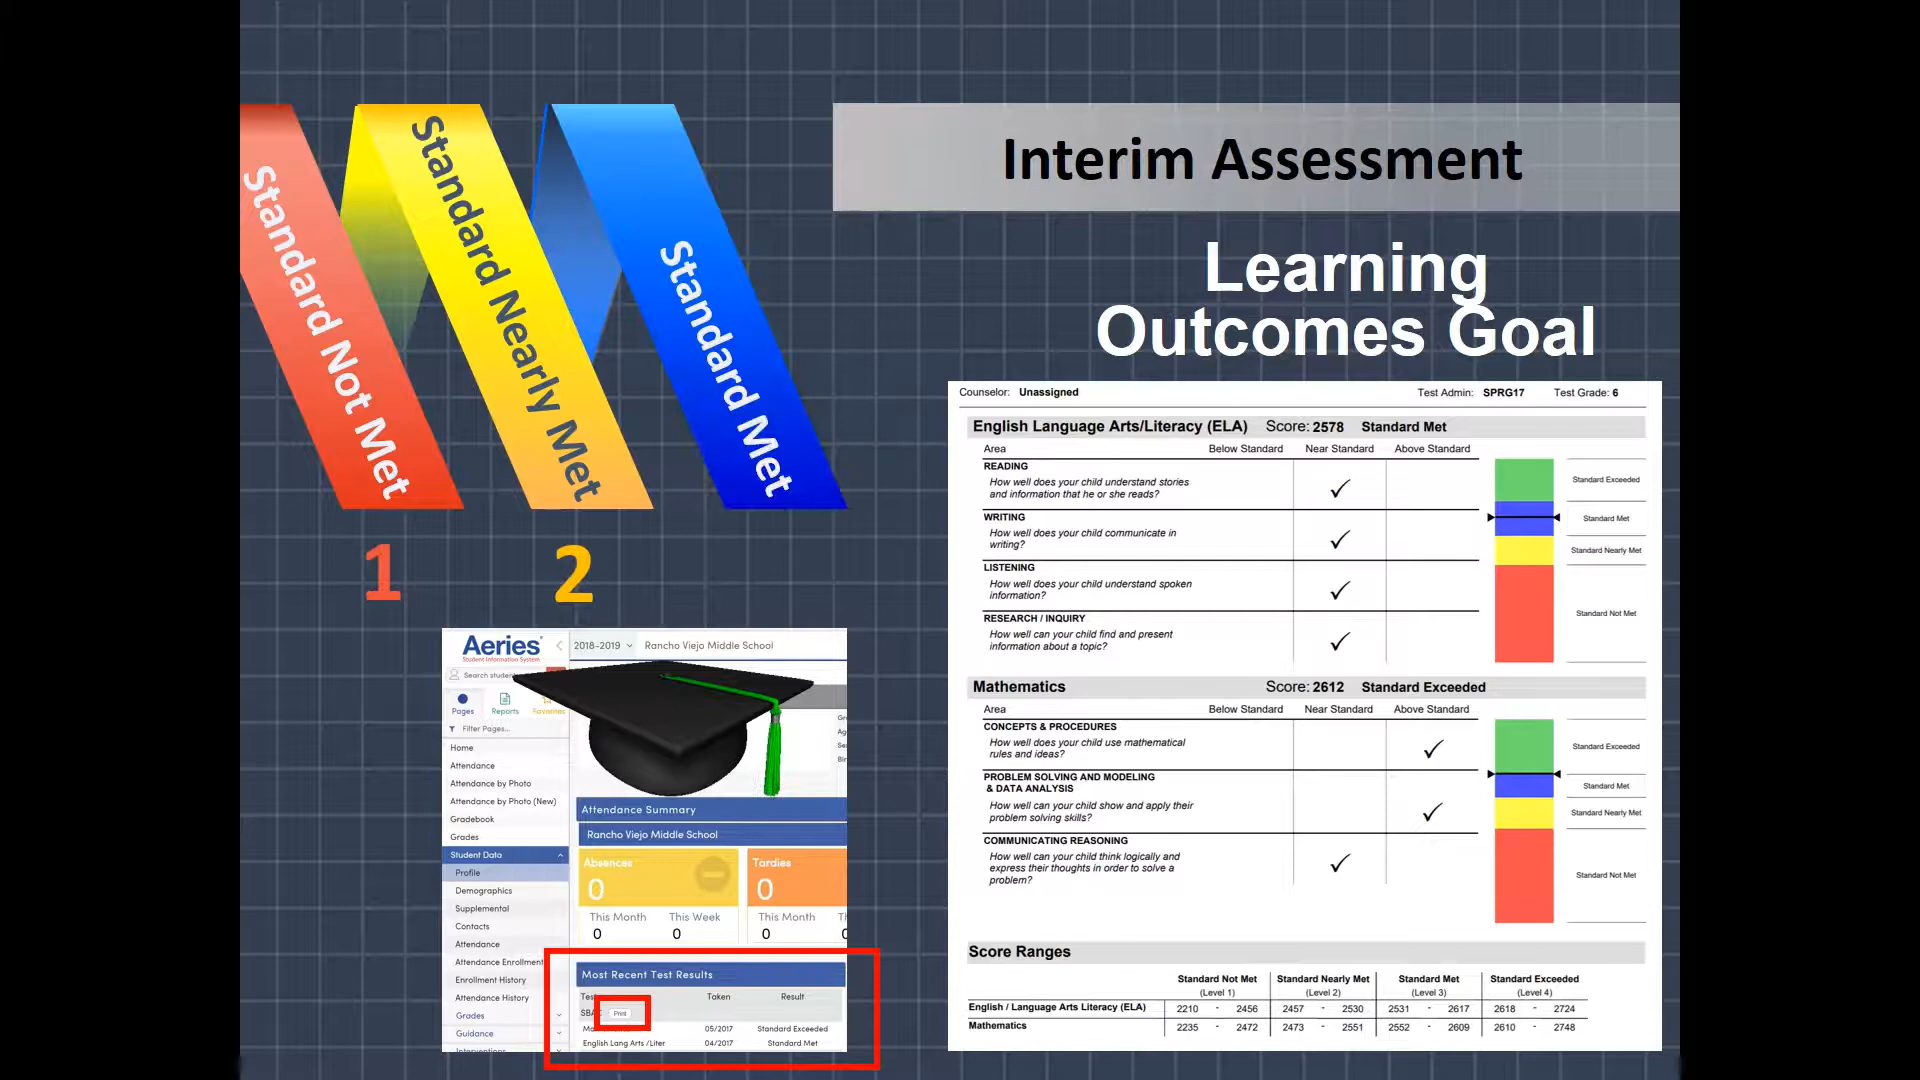 Standard Not Met
Standard Nearly Met
Standard Met
1
2
Interim Assessment
Learning
Outcomes Goal
Aeries
Student Information System
2018-2019
Rancho Viejo Middle School
Pages
Reports
Favorites
Filter Pages...
Home
Attendance
Attendance by Photo
Attendance by Photo (New)
Gradebook
Grades
Student Data
Profile
Demographics
Supplemental
Contacts
Attendance
Attendance Enrollment
Enrollment History
Attendance History
Grades
Guidance
Attendance Summary
Rancho Viejo Middle School
Absences Tardies
0 0
This Month This Week This Month
0 0 0
Most Recent Test Results
Taken Result
Print
05/2017 Standard Exceeded
English Lang Arts /Liter 04/2017 Standard Met
Counselor: Unassigned Test Admin: SPRG17 Test Grade: 6
English Language Arts/Literacy (ELA) Score: 2578 Standard Met
Area Below Standard Near Standard Above Standard
READING
How well does your child understand stories
and information that he or she reads?
WRITING
How well does your child communicate in
writing?
LISTENING
How well does your child understand spoken
information?
RESEARCH / INQUIRY
How well can your child find and present
information about a topic?
Standard Exceeded
Standard Met
Standard Nearly Met
Standard Not Met
Mathematics Score: 2612 Standard Exceeded
Area Below Standard Near Standard Above Standard
CONCEPTS & PROCEDURES
How well does your child use mathematical
rules and ideas?
PROBLEM SOLVING AND MODELING
& DATA ANALYSIS
How well can your child show and apply their
problem solving skills?
COMMUNICATING REASONING
How well can your child think logically and
express their thoughts in order to solve a
problem?
Standard Exceeded
Standard Met
Standard Nearly Met
Standard Not Met
Score Ranges
Standard Not Met Standard Nearly Met Standard Met Standard Exceeded
(Level 1) (Level 2) (Level 3) (Level 4)
English / Language Arts Literacy (ELA) 2210 - 2456 2457 - 2530 2531 - 2617 2618 - 2724
Mathematics 2235 - 2472 2473 - 2551 2552 - 2609 2610 - 2748